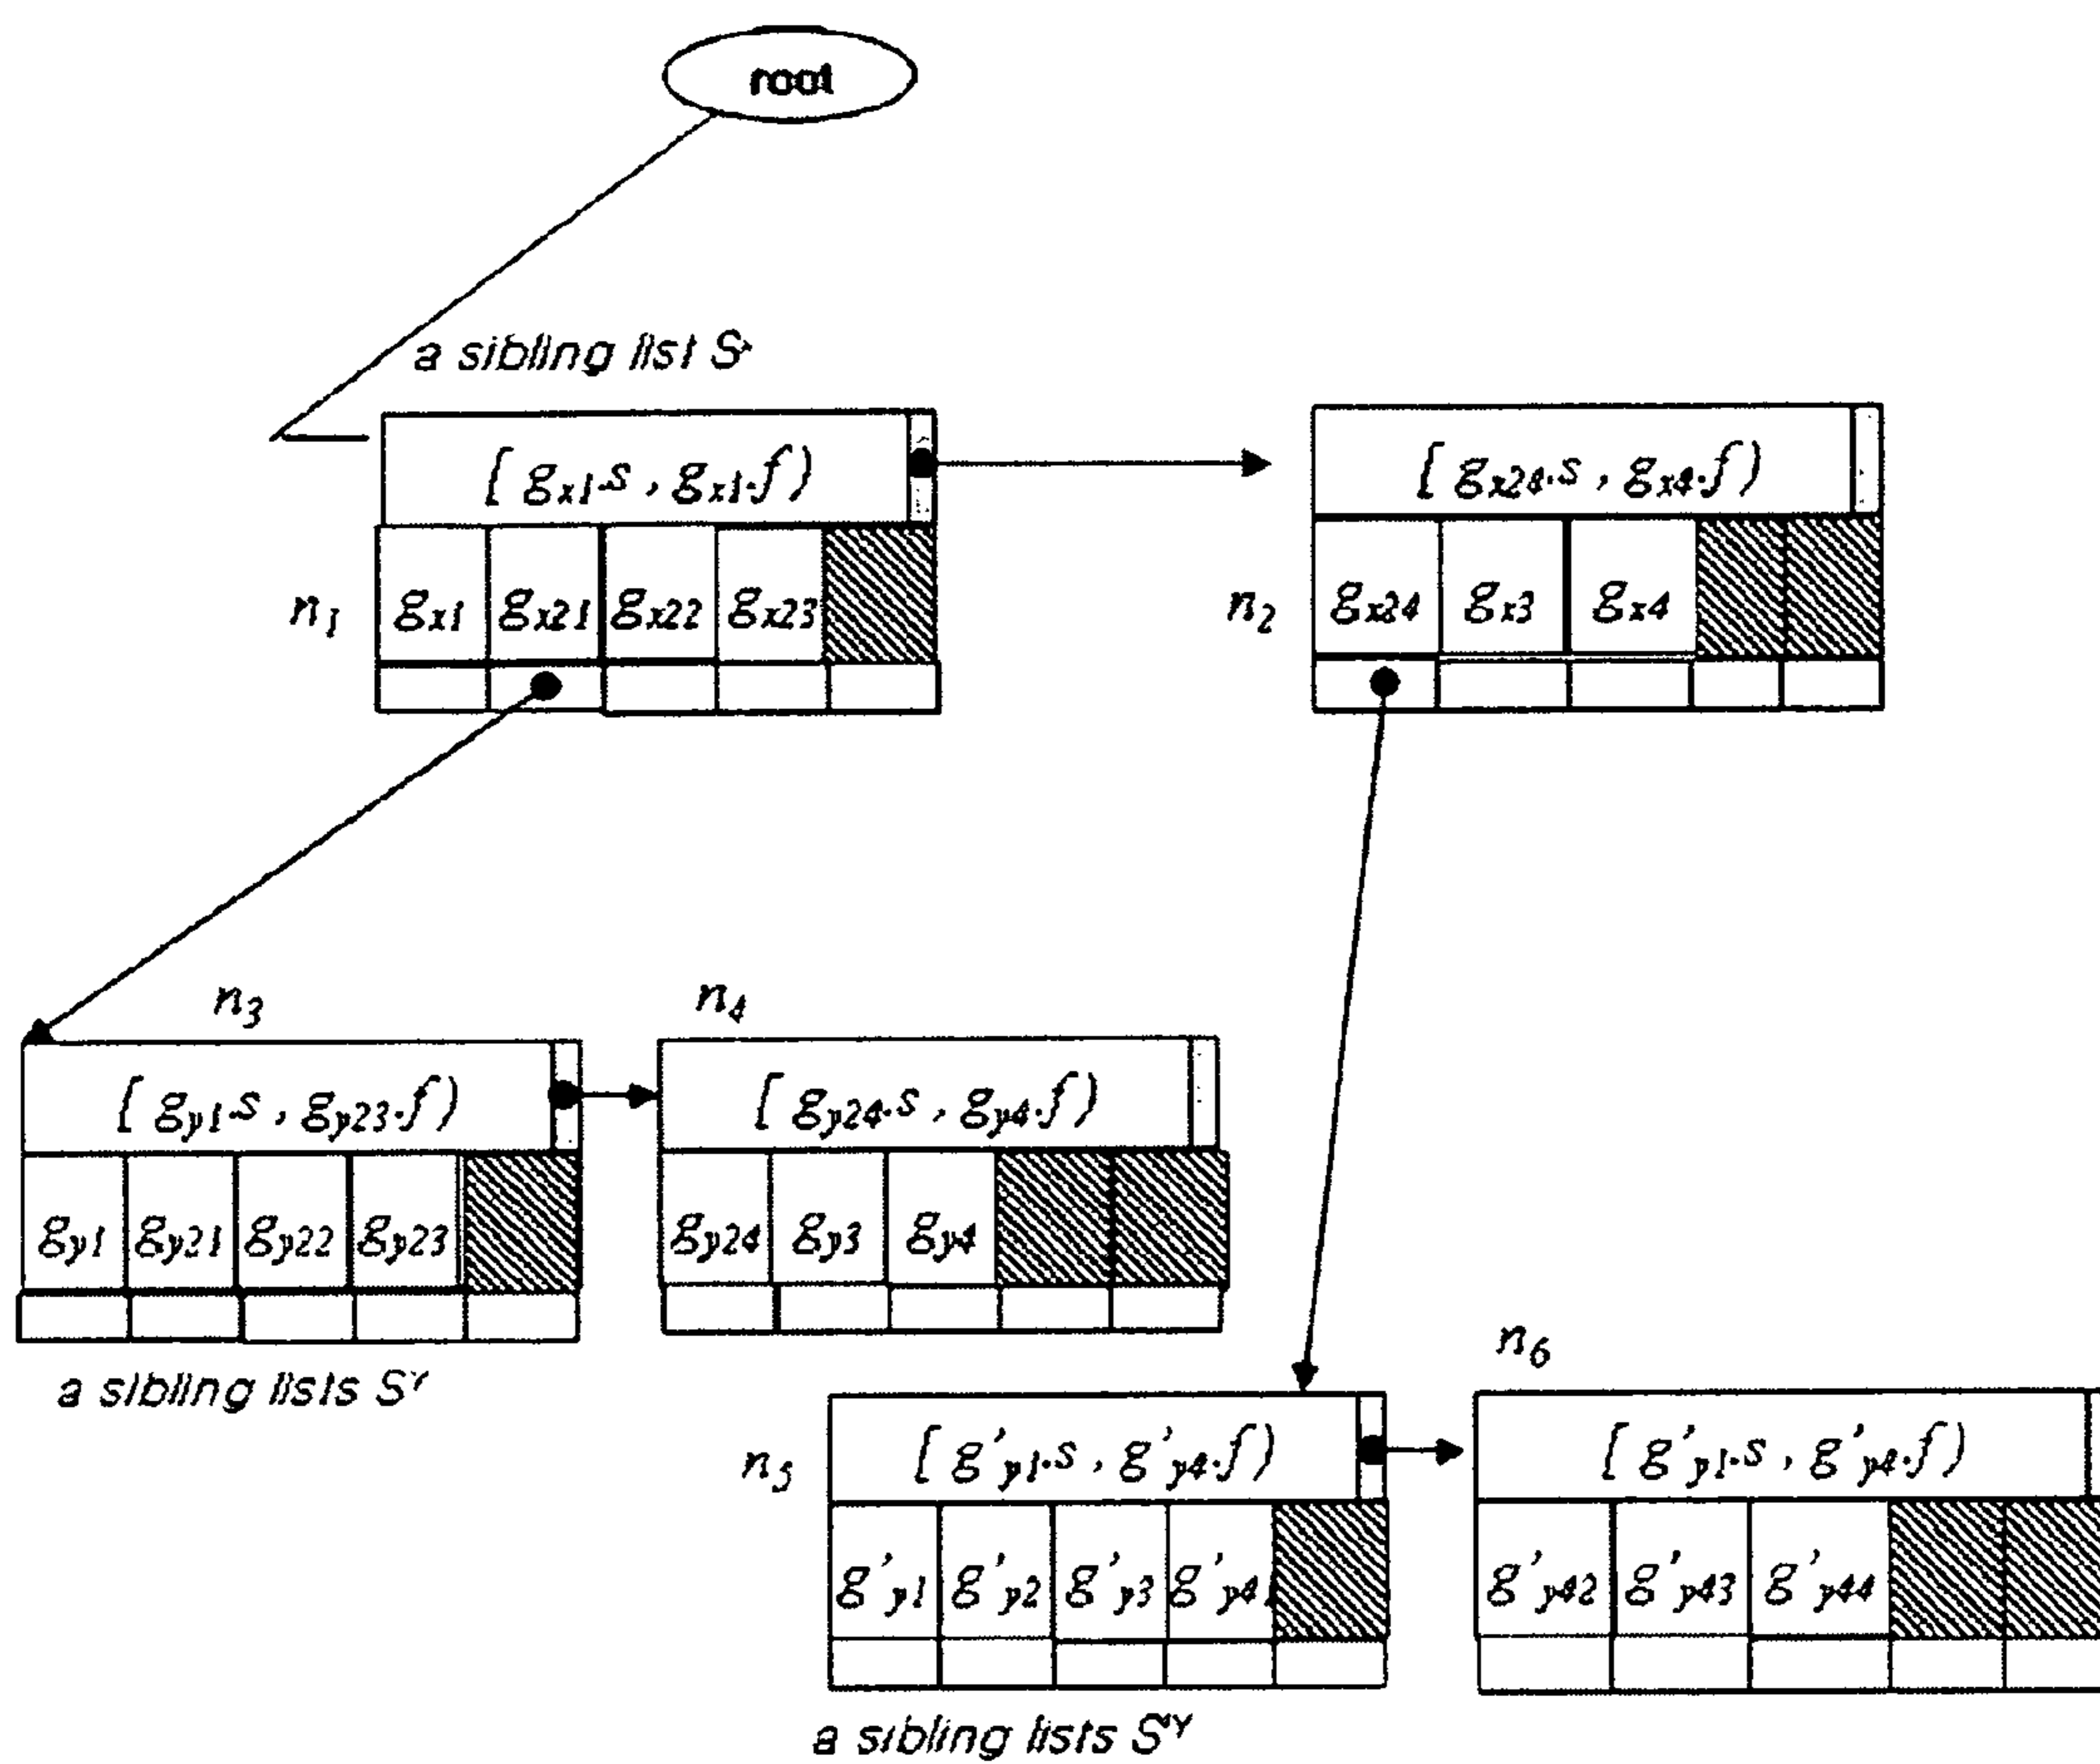 root
a sibling list Sˣ
[ gx1.s , gx1.f )
[ gx24.s , gx4.f )
n1
gx1 gx21 gx22 gx23
n2
gx24 gx3 gx4
n3
n4
[ gy1.s , gy23.f )
[ gy24.s , gy4.f )
gy1 gy21 gy22 gy23
gy24 gy3 gy4
a sibling lists Sʸ
n6
n5
[ g'y1.s , g'y4.f )
[ g'y1.s , g'y4.f )
g'y1 g'y2 g'y3 g'y41
g'y42 g'y43 g'y44
a sibling lists S'ʸ